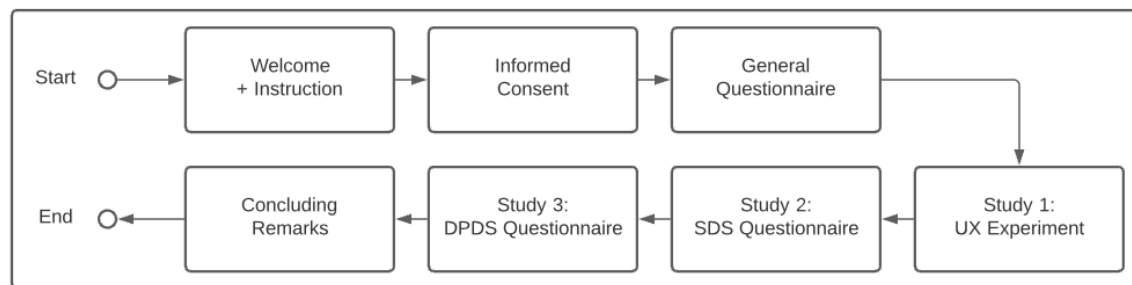 Start
Welcome
+ Instruction
Informed
Consent
General
Questionnaire
End
Concluding
Remarks
Study 3:
DPDS Questionnaire
Study 2:
SDS Questionnaire
Study 1:
UX Experiment